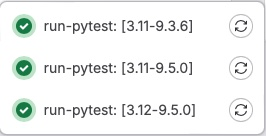 run-pytest: [3.11-9.3.6]
run-pytest: [3.11-9.5.0]
run-pytest: [3.12-9.5.0]